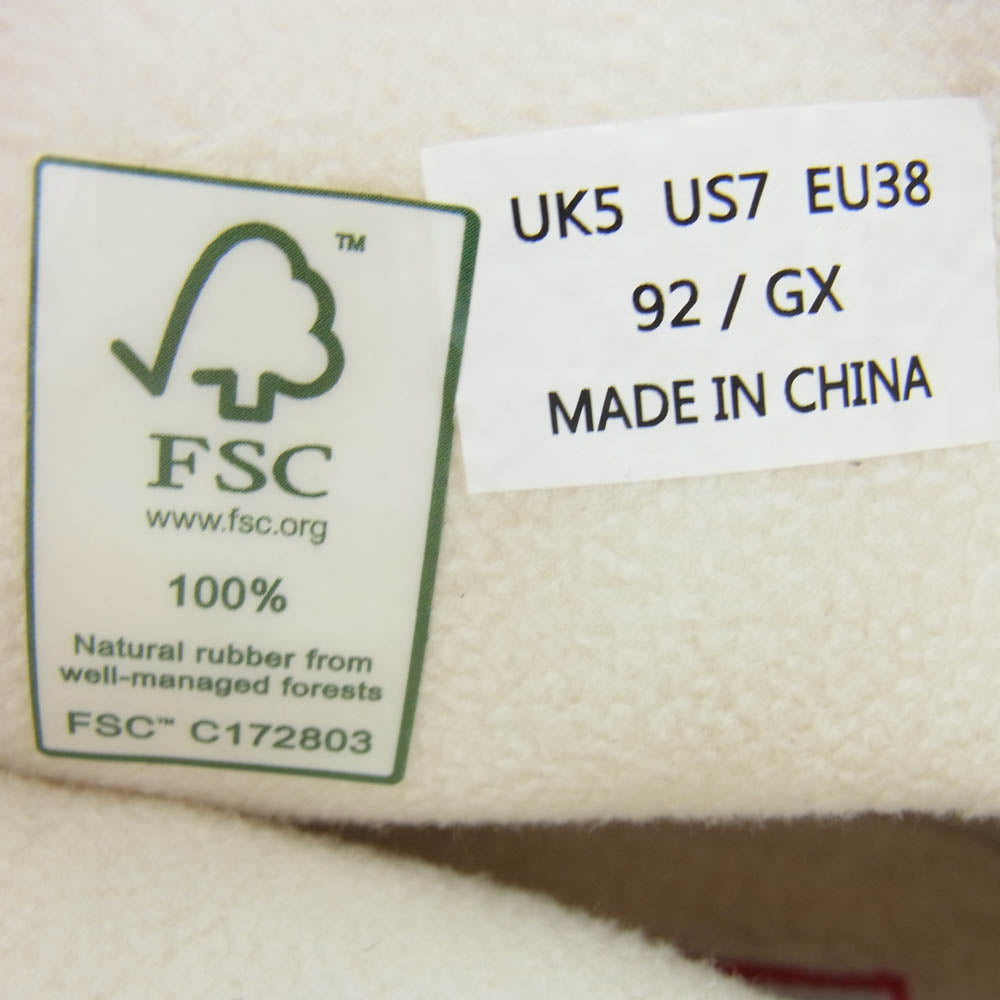 TM
FSC
www.fsc.org
100%
Natural rubber from
well-managed forests
FSC™ C172803
UK5 US7 EU38
92 / GX
MADE IN CHINA